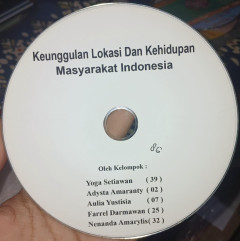 Keunggulan Lokasi Dan Kehidupan
Masyarakat Indonesia
8G
Oleh Kelompok :
Yoga Setiawan ( 39 )
Adysta Amaranty ( 02 )
Aulia Yustisia ( 07 )
Farrel Darmawan ( 25 )
Nenanda Amarylis( 32 )